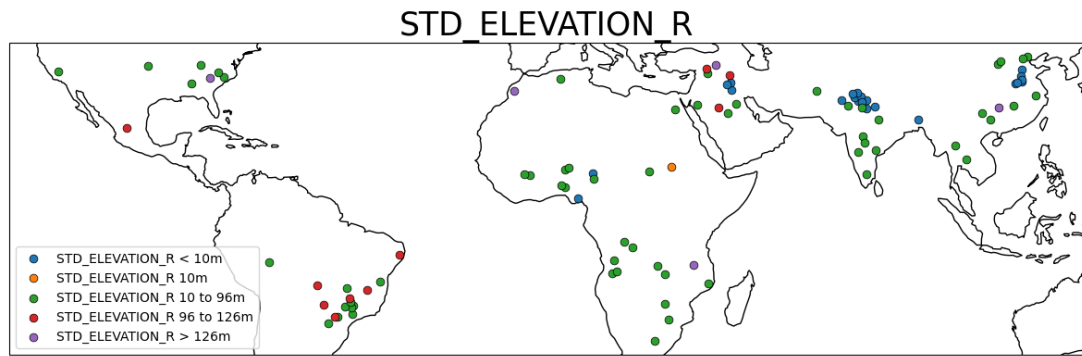 STD_ELEVATION_R
STD_ELEVATION_R < 10m
STD_ELEVATION_R 10m
STD_ELEVATION_R 10 to 96m
STD_ELEVATION_R 96 to 126m
STD_ELEVATION_R > 126m